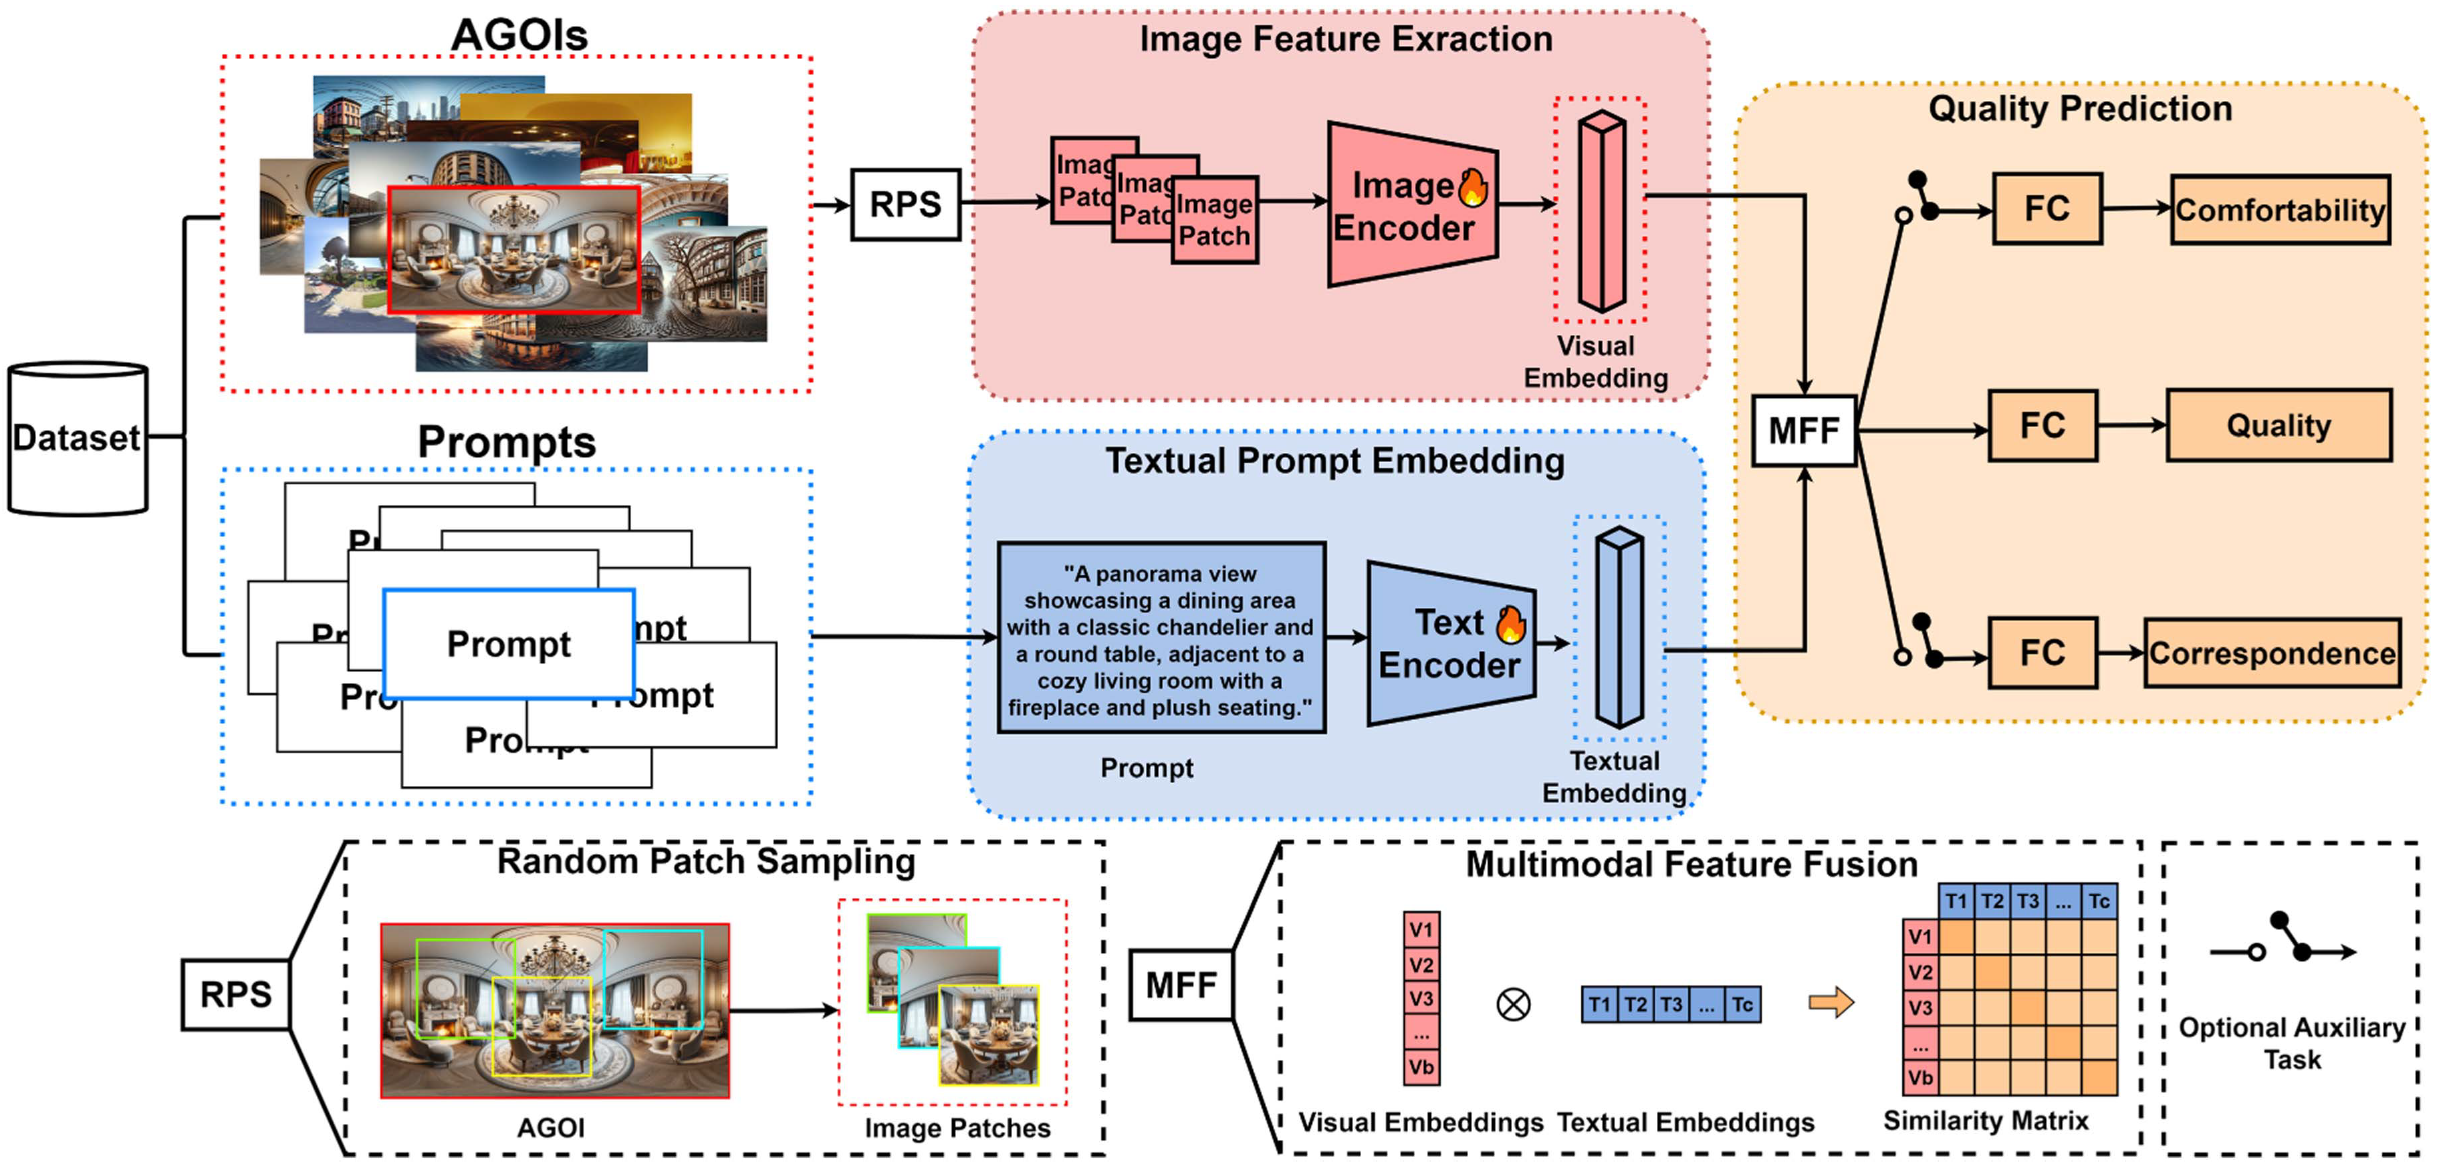 AGOIs
Image Feature Exraction
Quality Prediction
RPS
Imag
Patc
Imag
Patc
Image
Patch
Image
Encoder
Visual
Embedding
FC
Comfortability
Dataset
MFF
FC
Quality
Prompts
Textual Prompt Embedding
Pr
Pr
mpt
Prompt
Pro
Prompt
Prompt
"A panorama view
showcasing a dining area
with a classic chandelier and
a round table, adjacent to a
cozy living room with a
fireplace and plush seating."
Prompt
Text
Encoder
Textual
Embedding
FC
Correspondence
Random Patch Sampling
RPS
AGOI
Image Patches
Multimodal Feature Fusion
MFF
V1
V2
V3
...
Vb
Visual Embeddings
T1 T2 T3 ... Tc
Textual Embeddings
T1 T2 T3 ... Tc
V1
V2
V3
...
Vb
Similarity Matrix
Optional Auxiliary
Task